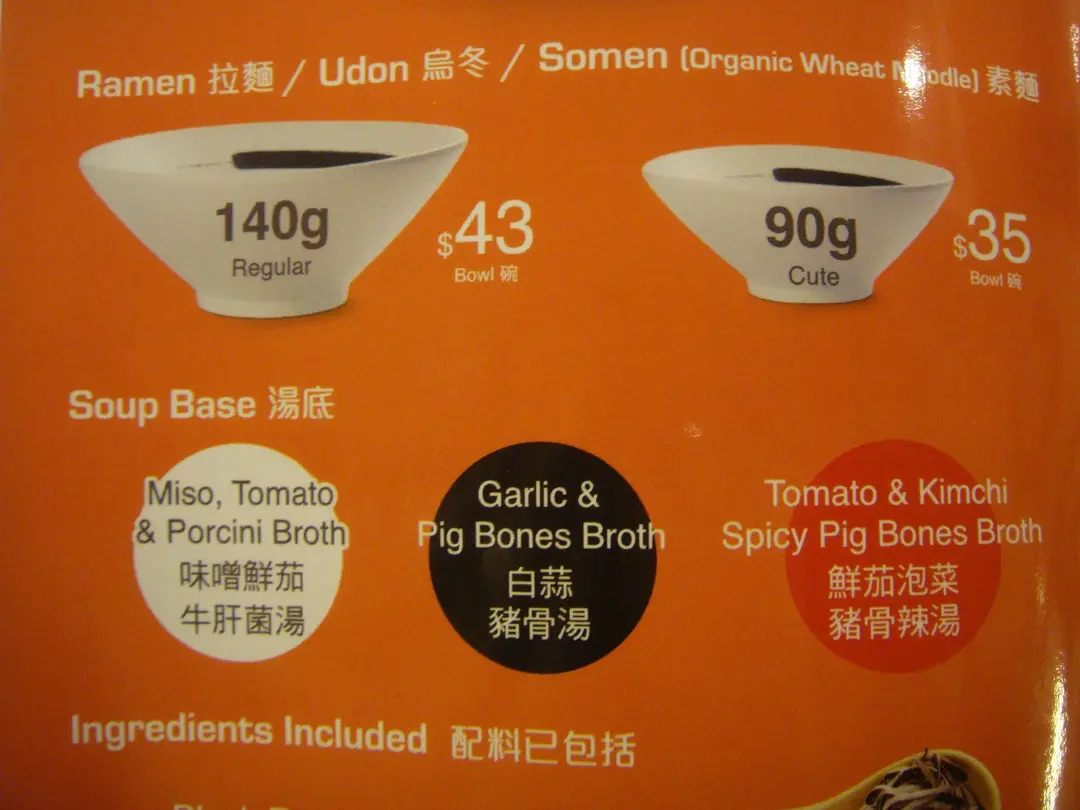 Ramen 拉麵 / Udon 烏冬 / Somen (Organic Wheat Noodle) 素麵
140g
Regular
$43
Bowl 碗
90g
Cute
$35
Bowl 碗
Soup Base 湯底
Miso, Tomato
& Porcini Broth
味噌鮮茄
牛肝菌湯
Garlic &
Pig Bones Broth
白蒜
豬骨湯
Tomato & Kimchi
Spicy Pig Bones Broth
鮮茄泡菜
豬骨辣湯
Ingredients Included 配料已包括